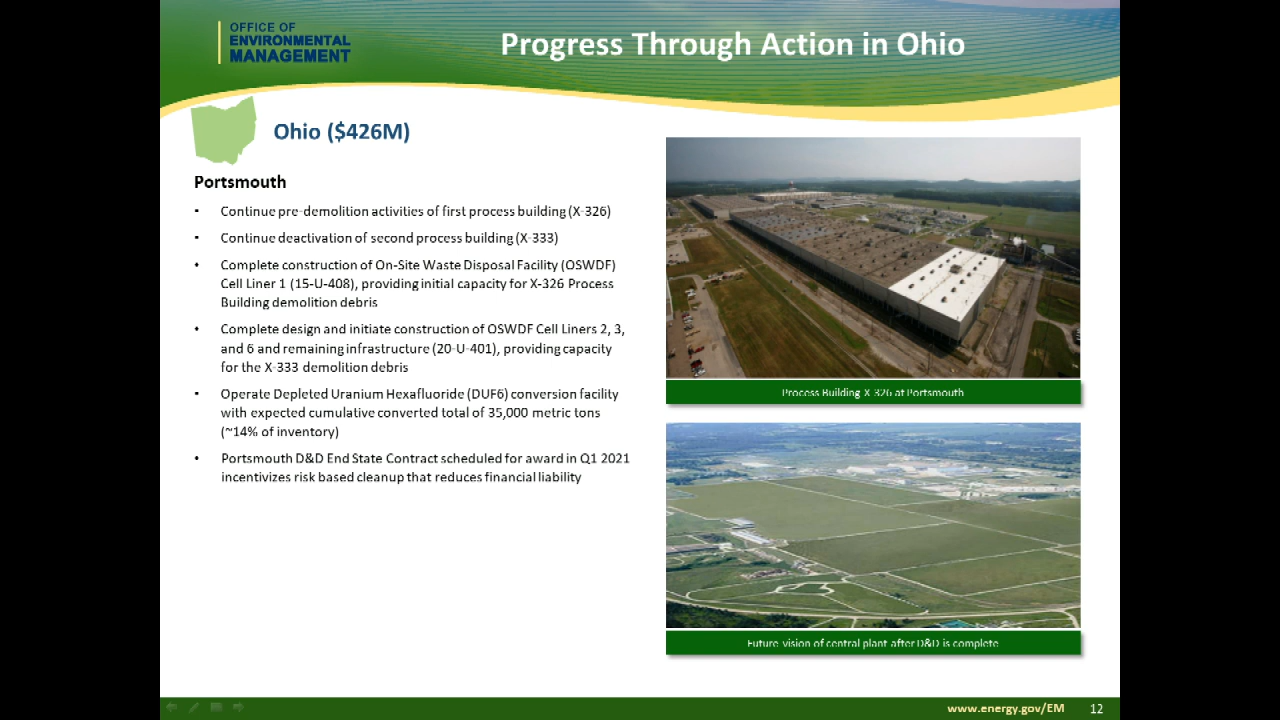 OFFICE OF
ENVIRONMENTAL
MANAGEMENT
Progress Through Action in Ohio
Ohio ($426M)
Portsmouth
▪ Continue pre-demolition activities of first process building (X-326)
▪ Continue deactivation of second process building (X-333)
• Complete construction of On-Site Waste Disposal Facility (OSWDF)
Cell Liner 1 (15-U-408), providing initial capacity for X-326 Process
Building demolition debris
• Complete design and initiate construction of OSWDF Cell Liners 2, 3,
and 6 and remaining infrastructure (20-U-401), providing capacity
for the X-333 demolition debris
• Operate Depleted Uranium Hexafluoride (DUF6) conversion facility
with expected cumulative converted total of 35,000 metric tons
(~14% of inventory)
• Portsmouth D&D End State Contract scheduled for award in Q1 2021
incentivizes risk based cleanup that reduces financial liability
Process Building X-326 at Portsmouth
Future vision of central plant after D&D is complete
www.energy.gov/EM 12